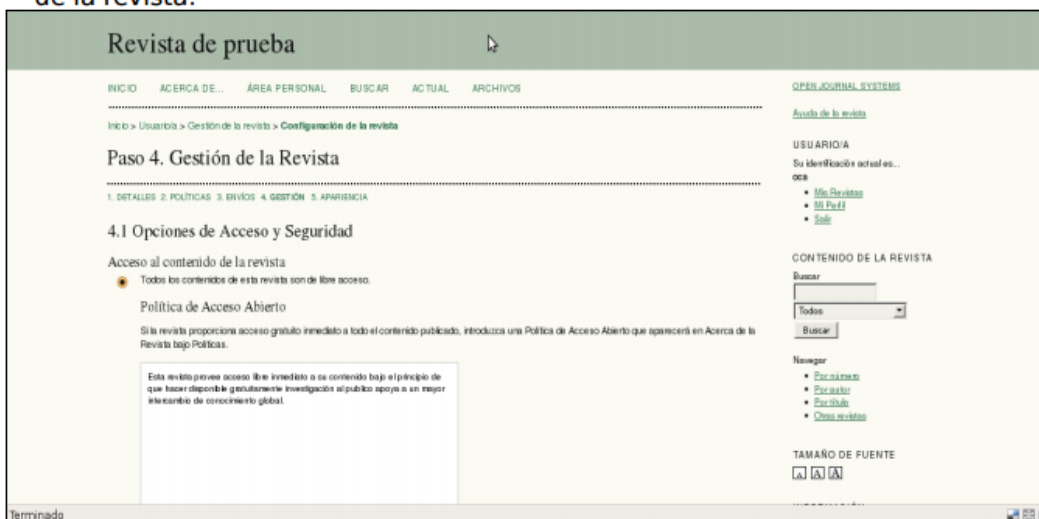 de la revista.
Revista de prueba
INICIO ACERCA DE... ÁREA PERSONAL BUSCAR ACTUAL ARCHIVOS
Inicio > Usuario/a > Gestión de la revista > Configuración de la revista
Paso 4. Gestión de la Revista
1. DETALLES 2. POLÍTICAS 3. ENVÍOS 4. GESTIÓN 5. APARIENCIA
4.1 Opciones de Acceso y Seguridad
Acceso al contenido de la revista
Todos los contenidos de esta revista son de libre acceso.
Política de Acceso Abierto
Si la revista proporciona acceso gratuito inmediato a todo el contenido publicado, introduzca una Política de Acceso Abierto que aparecerá en Acerca de la
Revista bajo Políticas.
Esta revista provee acceso libre inmediato a su contenido bajo el principio de
que hacer disponible gratuitamente investigación al publico apoya a un mayor
intercambio de conocimiento global.
OPEN JOURNAL SYSTEMS
Ayuda de la revista
USUARIO/A
Su identificación actual es...
oca
Mis Revistas
Mi Perfil
Salir
CONTENIDO DE LA REVISTA
Buscar
Todos
Buscar
Navegar
Por número
Por autor
Por título
Otras revistas
TAMAÑO DE FUENTE
A A A
Terminado